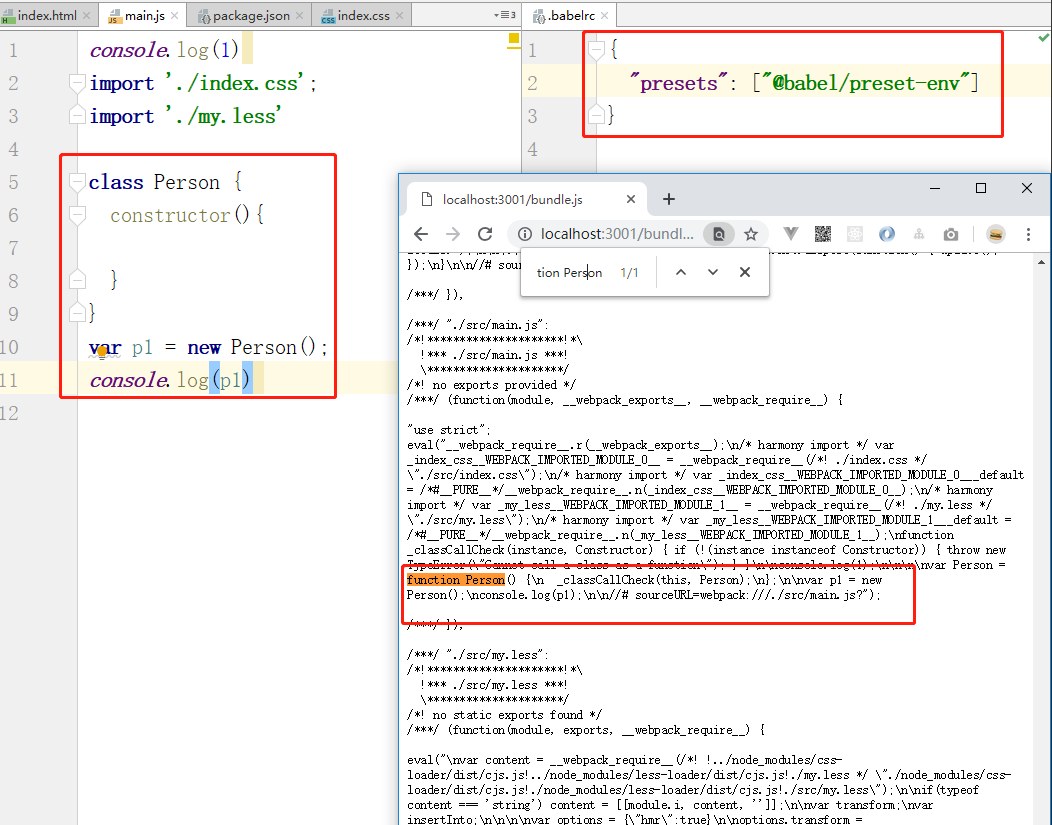 index.html
main.js
package.json
index.css
3
.babelrc
1 console.log(1)
2 import './index.css';
3 import './my.less'
4
5 class Person {
6 constructor(){
7
8 }
9 }
10 var p1 = new Person();
11 console.log(p1)
12
1 {
2 "presets": ["@babel/preset-env"]
3 }
4
localhost:3001/bundle.js
localhost:3001/bundl...
tion Person 1/1
});\n}\n\n//# sour
/***/ }),
/***/ "./src/main.js":
/*!*********************!*\
!*** ./src/main.js ***!
\*********************/
/*! no exports provided */
/***/ (function(module, __webpack_exports__, __webpack_require__) {
"use strict";
eval("__webpack_require__.r(__webpack_exports__);\n/* harmony import */ var
_index_css__WEBPACK_IMPORTED_MODULE_0__ = __webpack_require__(/*! ./index.css */
\"./src/index.css\");\n/* harmony import */ var _index_css__WEBPACK_IMPORTED_MODULE_0___default
= /*#__PURE__*/__webpack_require__.n(_index_css__WEBPACK_IMPORTED_MODULE_0__);\n/* harmony
import */ var _my_less__WEBPACK_IMPORTED_MODULE_1__ = __webpack_require__(/*! ./my.less */
\"./src/my.less\");\n/* harmony import */ var _my_less__WEBPACK_IMPORTED_MODULE_1___default =
/*#__PURE__*/__webpack_require__.n(_my_less__WEBPACK_IMPORTED_MODULE_1__);\nfunction
_classCallCheck(instance, Constructor) { if (!(instance instanceof Constructor)) { throw new
TypeError(\"Cannot call a class as a function\"); } }\n\nconsole.log(1);\n\n\n\nvar Person =
function Person() {\n _classCallCheck(this, Person);\n};\n\nvar p1 = new
Person();\nconsole.log(p1);\n\n//# sourceURL=webpack:///./src/main.js?");
/***/ }),
/***/ "./src/my.less":
/*!*********************!*\
!*** ./src/my.less ***!
\*********************/
/*! no static exports found */
/***/ (function(module, exports, __webpack_require__) {
eval("\nvar content = __webpack_require__(/*! !../node_modules/css-
loader/dist/cjs.js!../node_modules/less-loader/dist/cjs.js!./my.less */ \"./node_modules/css-
loader/dist/cjs.js!./node_modules/less-loader/dist/cjs.js!./src/my.less\");\n\nif(typeof
content === 'string') content = [[module.i, content, '']];\n\nvar transform;\nvar
insertInto;\n\n\n\nvar options = {\"hmr\":true}\n\noptions.transform =